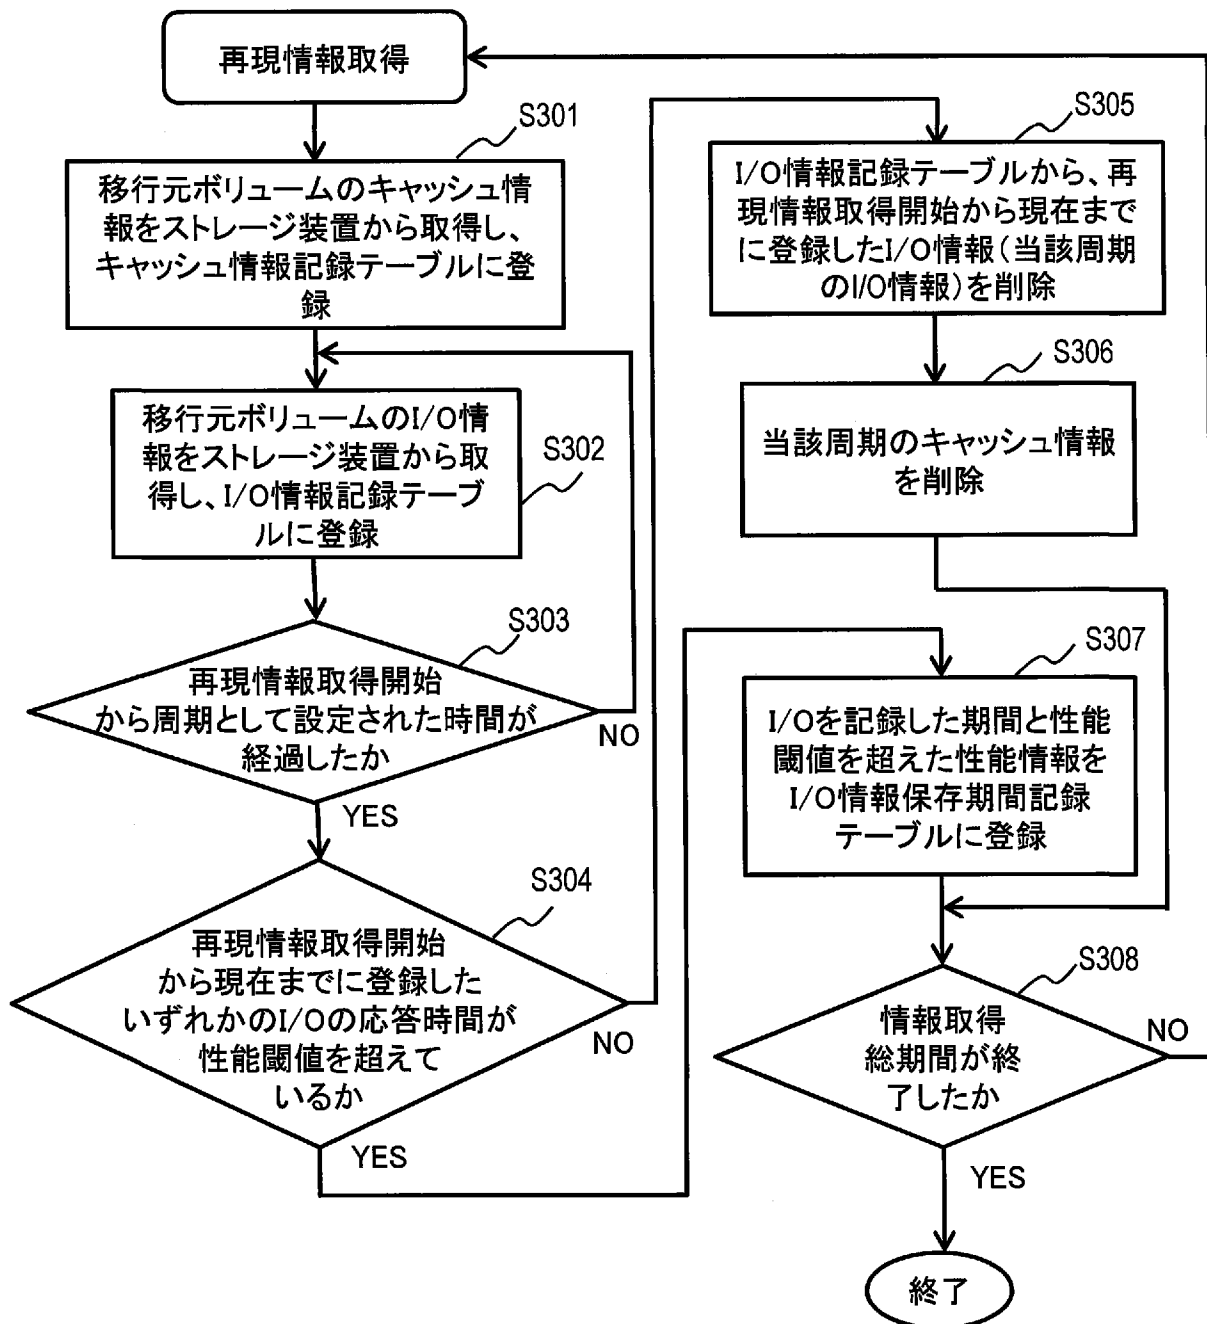 再現情報取得
S301
移行元ボリュームのキャッシュ情
報をストレージ装置から取得し、
キャッシュ情報記録テーブルに登
録
移行元ボリュームのI/O情
報をストレージ装置から取
得し、I/O情報記録テーブ
ルに登録
S302
S303
再現情報取得開始
から周期として設定された時間が
経過したか
NO
YES
S304
再現情報取得開始
から現在までに登録した
いずれかのI/Oの応答時間が
性能閾値を超えて
いるか
NO
YES
S305
I/O情報記録テーブルから、再
現情報取得開始から現在まで
に登録したI/O情報(当該周期
のI/O情報)を削除
S306
当該周期のキャッシュ情報
を削除
S307
I/Oを記録した期間と性能
閾値を超えた性能情報を
I/O情報保存期間記録
テーブルに登録
S308
情報取得
総期間が終
了したか
NO
YES
終了